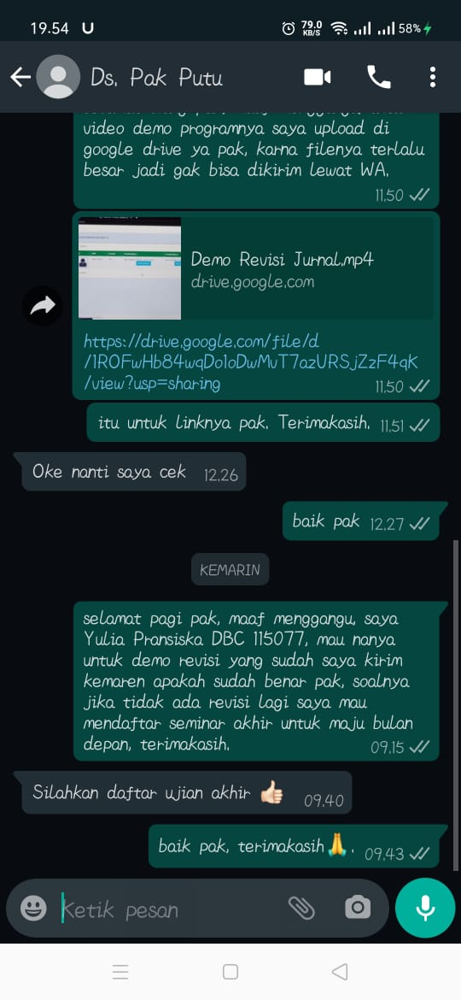 19.54 U
79.0 KB/S
58%
Ds. Pak Putu
video demo programnya saya upload di
google drive ya pak, karna filenya terlalu
besar jadi gak bisa dikirim lewat WA.
11.50
Demo Revisi Jurnal.mp4
drive.google.com
https://drive.google.com/file/d
/1ROFwHb84wqDo1oDwMvT7azURSjZzF4qK
/view?usp=sharing
11.50
itu untuk linknya pak. Terimakasih. 11.51
Oke nanti saya cek 12.26
baik pak 12.27
KEMARIN
selamat pagi pak, maaf menggangu, saya
Yulia Pransiska DBC 115077, mau nanya
untuk demo revisi yang sudah saya kirim
kemaren apakah sudah benar pak, soalnya
jika tidak ada revisi lagi saya mau
mendaftar seminar akhir untuk maju bulan
depan, terimakasih.
09.15
Silahkan daftar ujian akhir 👍🏻 09.40
baik pak, terimakasih🙏. 09.43
Ketik pesan